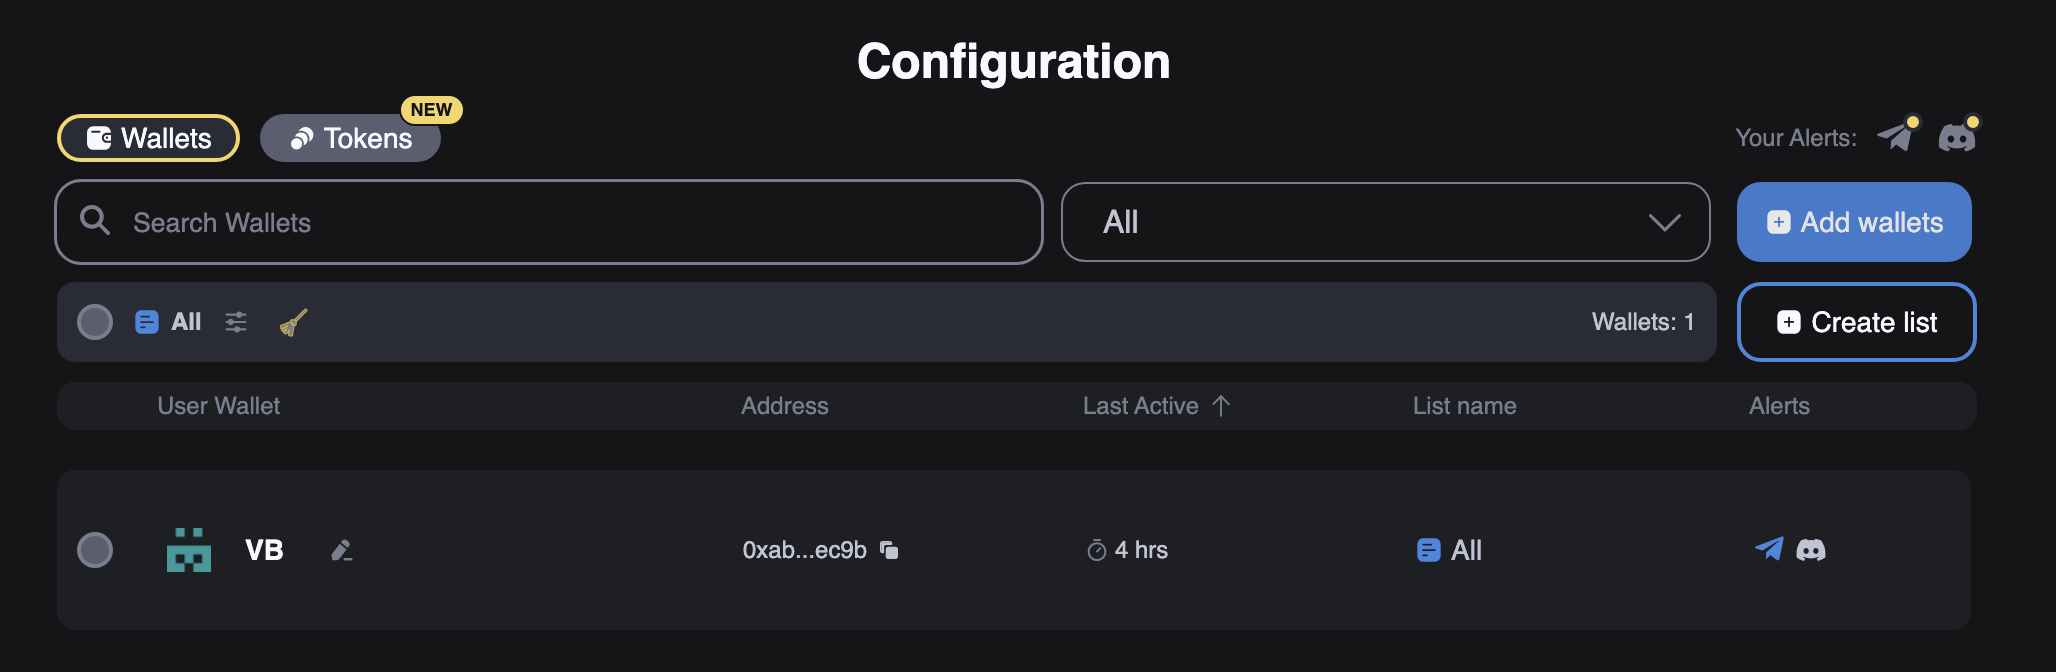 Configuration
NEW
Wallets Tokens Your Alerts:
Search Wallets All Add wallets
All Wallets: 1 Create list
User Wallet Address Last Active List name Alerts
VB 0xab...ec9b 4 hrs All